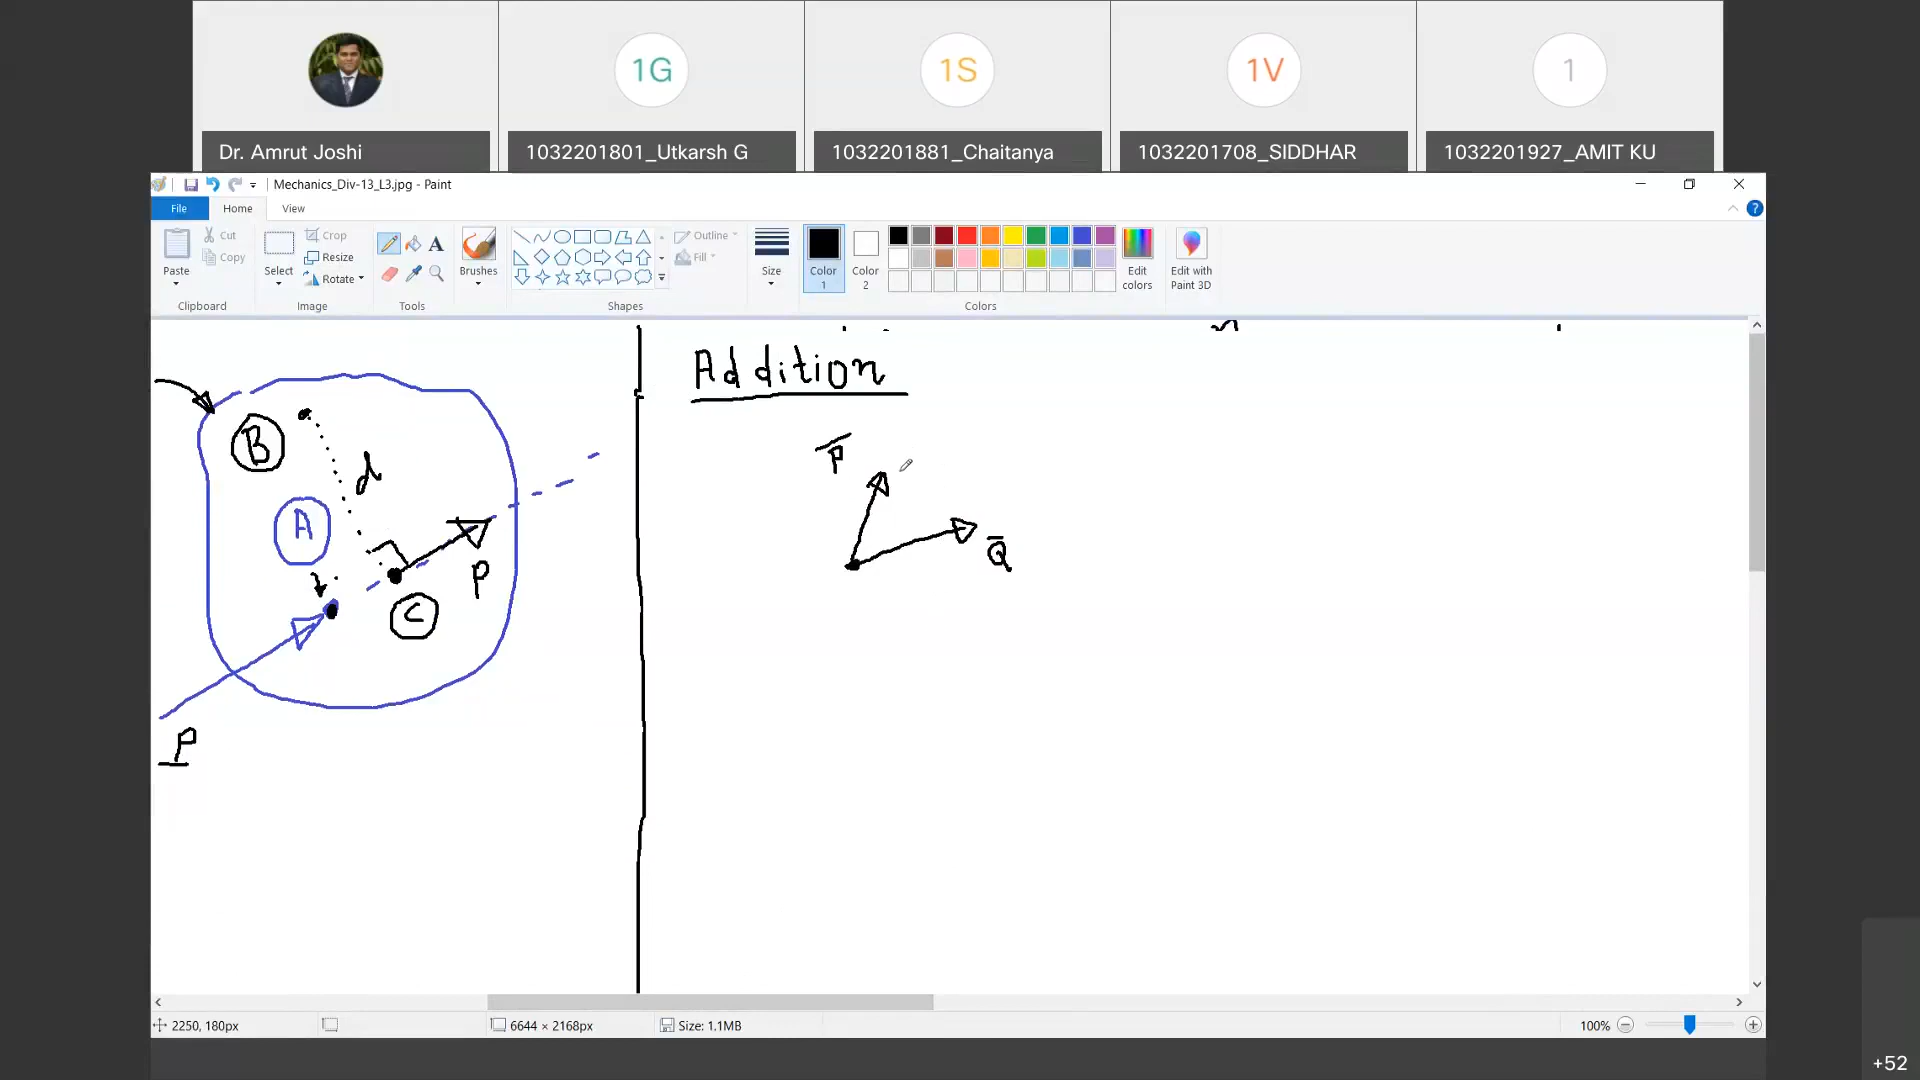 1G
1S
1V
1
Dr. Amrut Joshi
1032201801_Utkarsh G
1032201881_Chaitanya
1032201708_SIDDHAR
1032201927_AMIT KU
Mechanics_Div-13_L3.jpg - Paint
File Home View
Paste
Cut
Copy
Clipboard
Select
Crop
Resize
Rotate
Image
A
Tools
Brushes
Shapes
Outline
Fill
Size
Color
1
Color
2
Edit
colors
Colors
Edit with
Paint 3D
?
B
d
A
P
C
P
Addition
P̅
Q̅
2250, 180px
6644 × 2168px
Size: 1.1MB
100%
+52